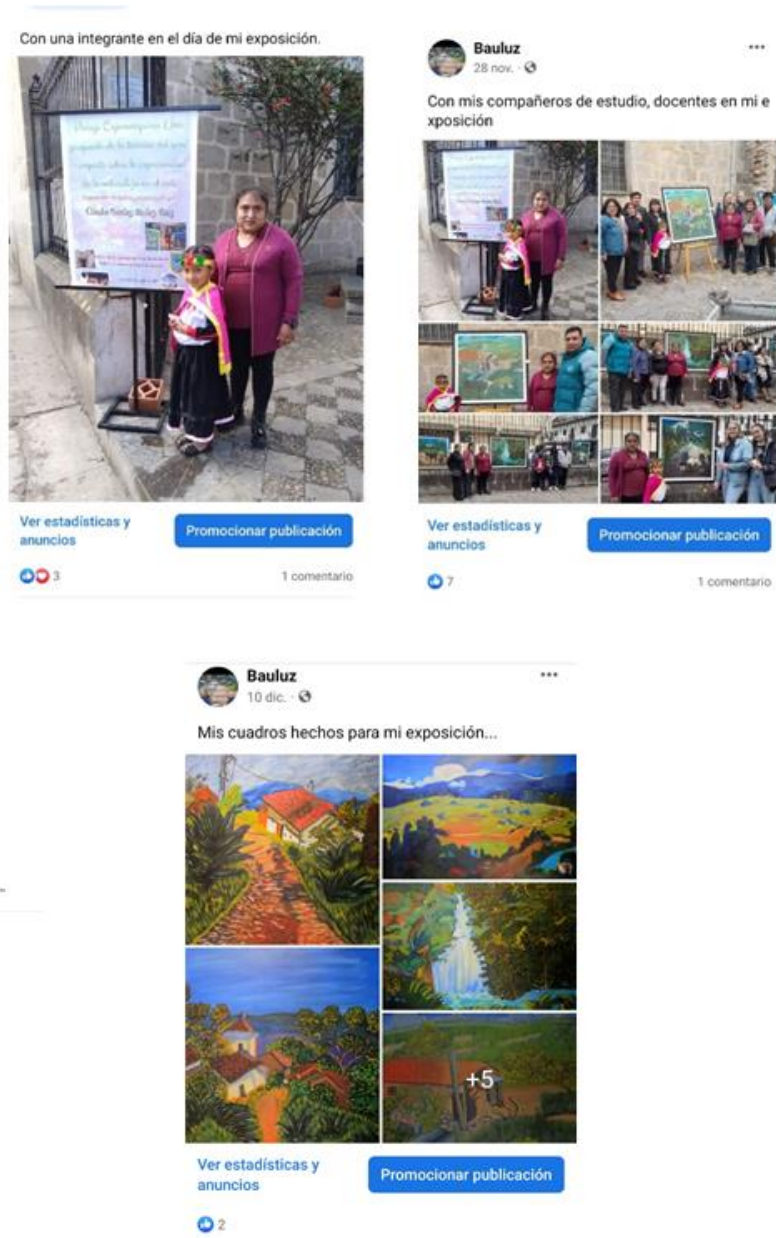 Con una integrante en el día de mi exposición.
Ver estadísticas y
anuncios
Promocionar publicación
3
1 comentario
Bauluz
28 nov.
Con mis compañeros de estudio, docentes en mi e
xposición
Ver estadísticas y
anuncios
Promocionar publicación
7
1 comentario
Bauluz
10 dic.
Mis cuadros hechos para mi exposición...
+5
Ver estadísticas y
anuncios
Promocionar publicación
2